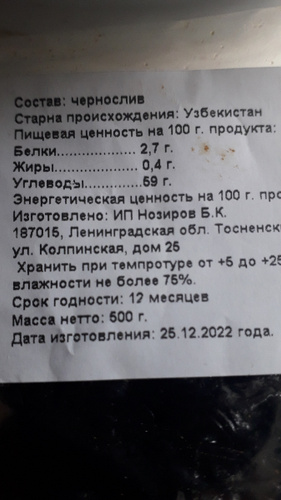 Состав: чернослив
Старна происхождения: Узбекистан
Пищевая ценность на 100 г. продукта:
Белки.................. 2,7 г.
Жиры.................. 0,4 г.
Углеводы.............59 г.
Энергетическая ценность на 100 г. про
Изготовлено: ИП Нозиров Б.К.
187015, Ленинградская обл. Тосненск
ул. Колпинская, дом 25
Хранить при темпротуре от +5 до +25
влажности не более 75%.
Срок годности: 12 месяцев
Масса нетто: 500 г.
Дата изготовления: 25.12.2022 года.